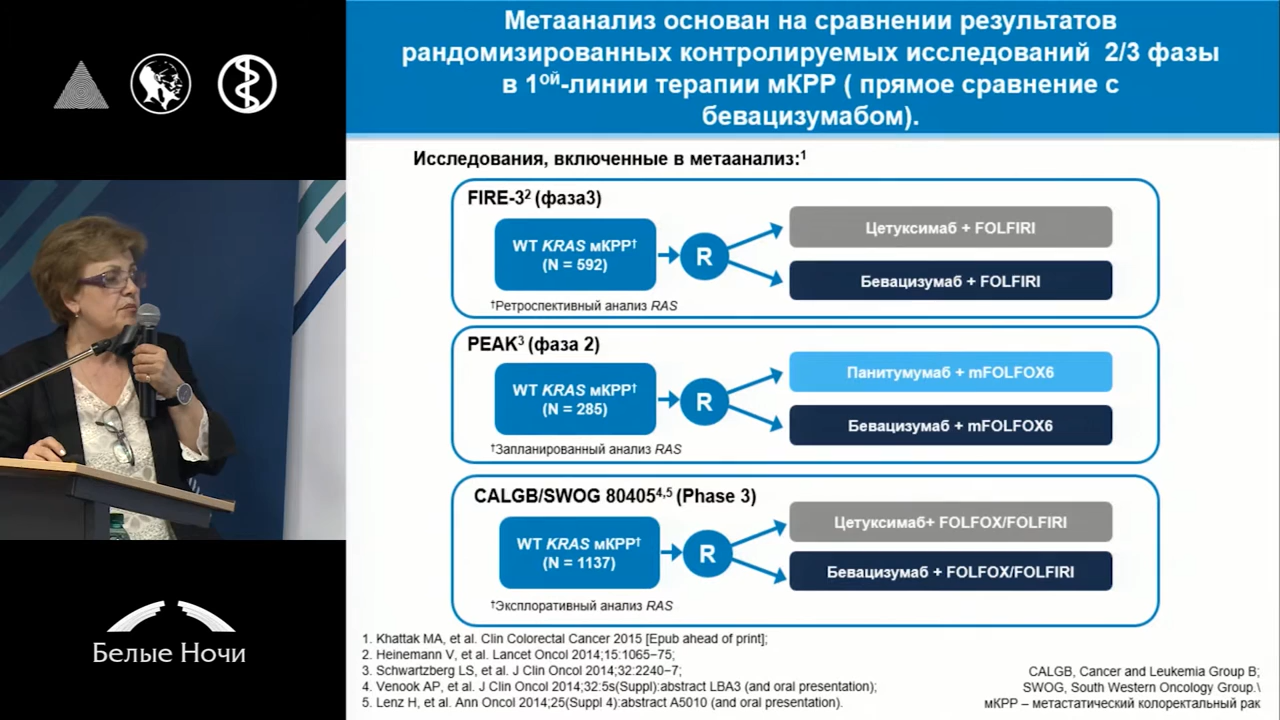 Метаанализ основан на сравнении результатов
рандомизированных контролируемых исследований 2/3 фазы
в 1ой-линии терапии мКРР ( прямое сравнение с
бевацизумабом).
Исследования, включенные в метаанализ:1
FIRE-32 (фаза3)
WT KRAS мКРР†
(N = 592)
R
Цетуксимаб + FOLFIRI
Бевацизумаб + FOLFIRI
†Ретроспективный анализ RAS
PEAK3 (фаза 2)
WT KRAS мКРР†
(N = 285)
R
Панитумумаб + mFOLFOX6
Бевацизумаб + mFOLFOX6
†Запланированный анализ RAS
CALGB/SWOG 804054,5 (Phase 3)
WT KRAS мКРР†
(N = 1137)
R
Цетуксимаб+ FOLFOX/FOLFIRI
Бевацизумаб + FOLFOX/FOLFIRI
†Эксплоративный анализ RAS
1. Khattak MA, et al. Clin Colorectal Cancer 2015 [Epub ahead of print];
2. Heinemann V, et al. Lancet Oncol 2014;15:1065–75;
3. Schwartzberg LS, et al. J Clin Oncol 2014;32:2240–7;
4. Venook AP, et al. J Clin Oncol 2014;32:5s(Suppl):abstract LBA3 (and oral presentation);
5. Lenz H, et al. Ann Oncol 2014;25(Suppl 4):abstract A5010 (and oral presentation).
CALGB, Cancer and Leukemia Group B;
SWOG, South Western Oncology Group.\
мКРР – метастатический колоректальный рак
Белые Ночи